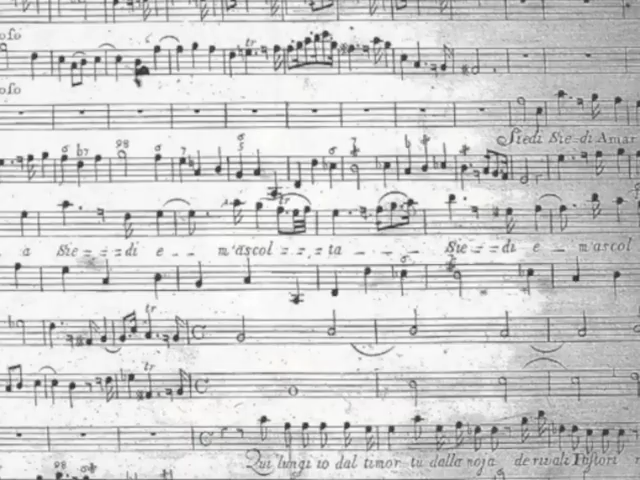 oso
oso
Siedi Sie-di Amar
a Sie - - - di e - - m'ascol - - - - ta - - - - Sie - - di e - m'ascol
Qui lungi io dal timor tu dalla noja de rivali Pastori